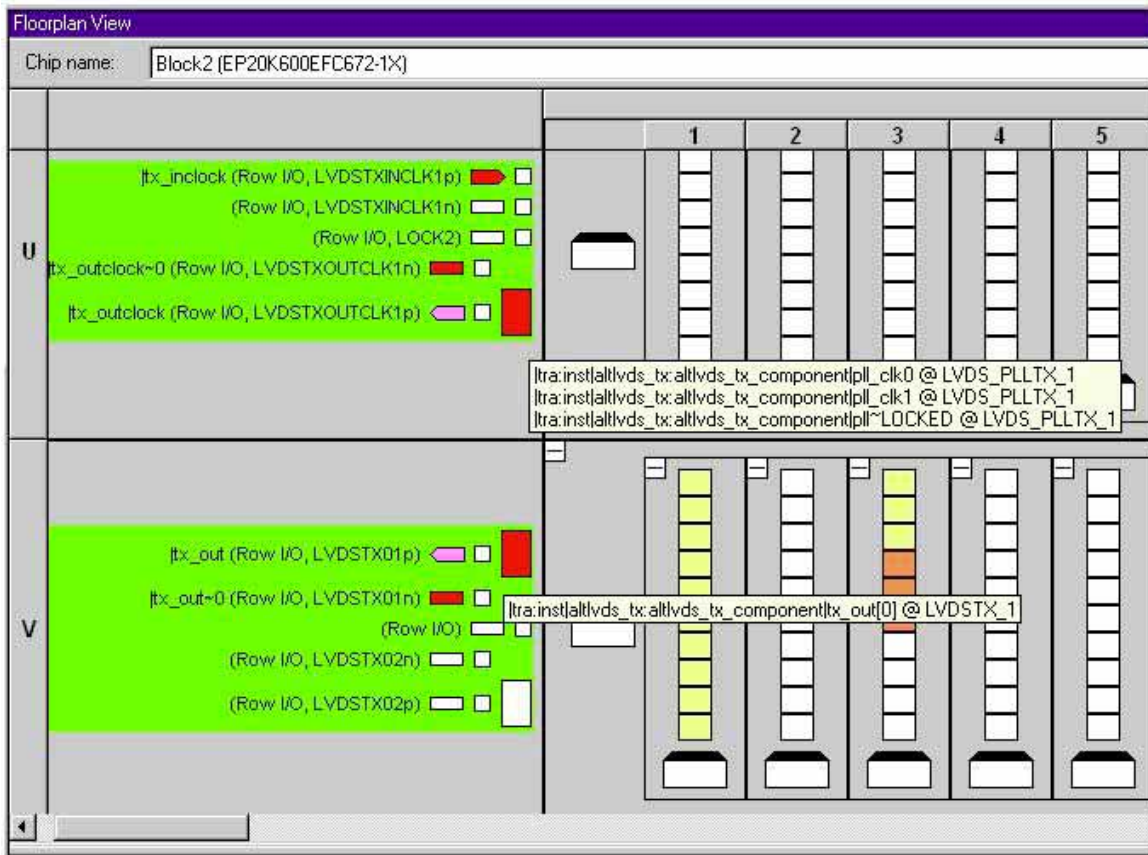 Floorplan View
Chip name: Block2 (EP20K600EFC672-1X)
1 2 3 4 5
U
|tx_inclock (Row I/O, LVDSTXINCLK1p)
(Row I/O, LVDSTXINCLK1n)
(Row I/O, LOCK2)
|tx_outclock~0 (Row I/O, LVDSTXOUTCLK1n)
|tx_outclock (Row I/O, LVDSTXOUTCLK1p)
|tra:inst|altlvds_tx:altlvds_tx_component|pll_clk0 @ LVDS_PLLTX_1
|tra:inst|altlvds_tx:altlvds_tx_component|pll_clk1 @ LVDS_PLLTX_1
|tra:inst|altlvds_tx:altlvds_tx_component|pll~LOCKED @ LVDS_PLLTX_1
V
|tx_out (Row I/O, LVDSTX01p)
|tx_out~0 (Row I/O, LVDSTX01n)
|tra:inst|altlvds_tx:altlvds_tx_component|tx_out[0] @ LVDSTX_1
(Row I/O)
(Row I/O, LVDSTX02n)
(Row I/O, LVDSTX02p)